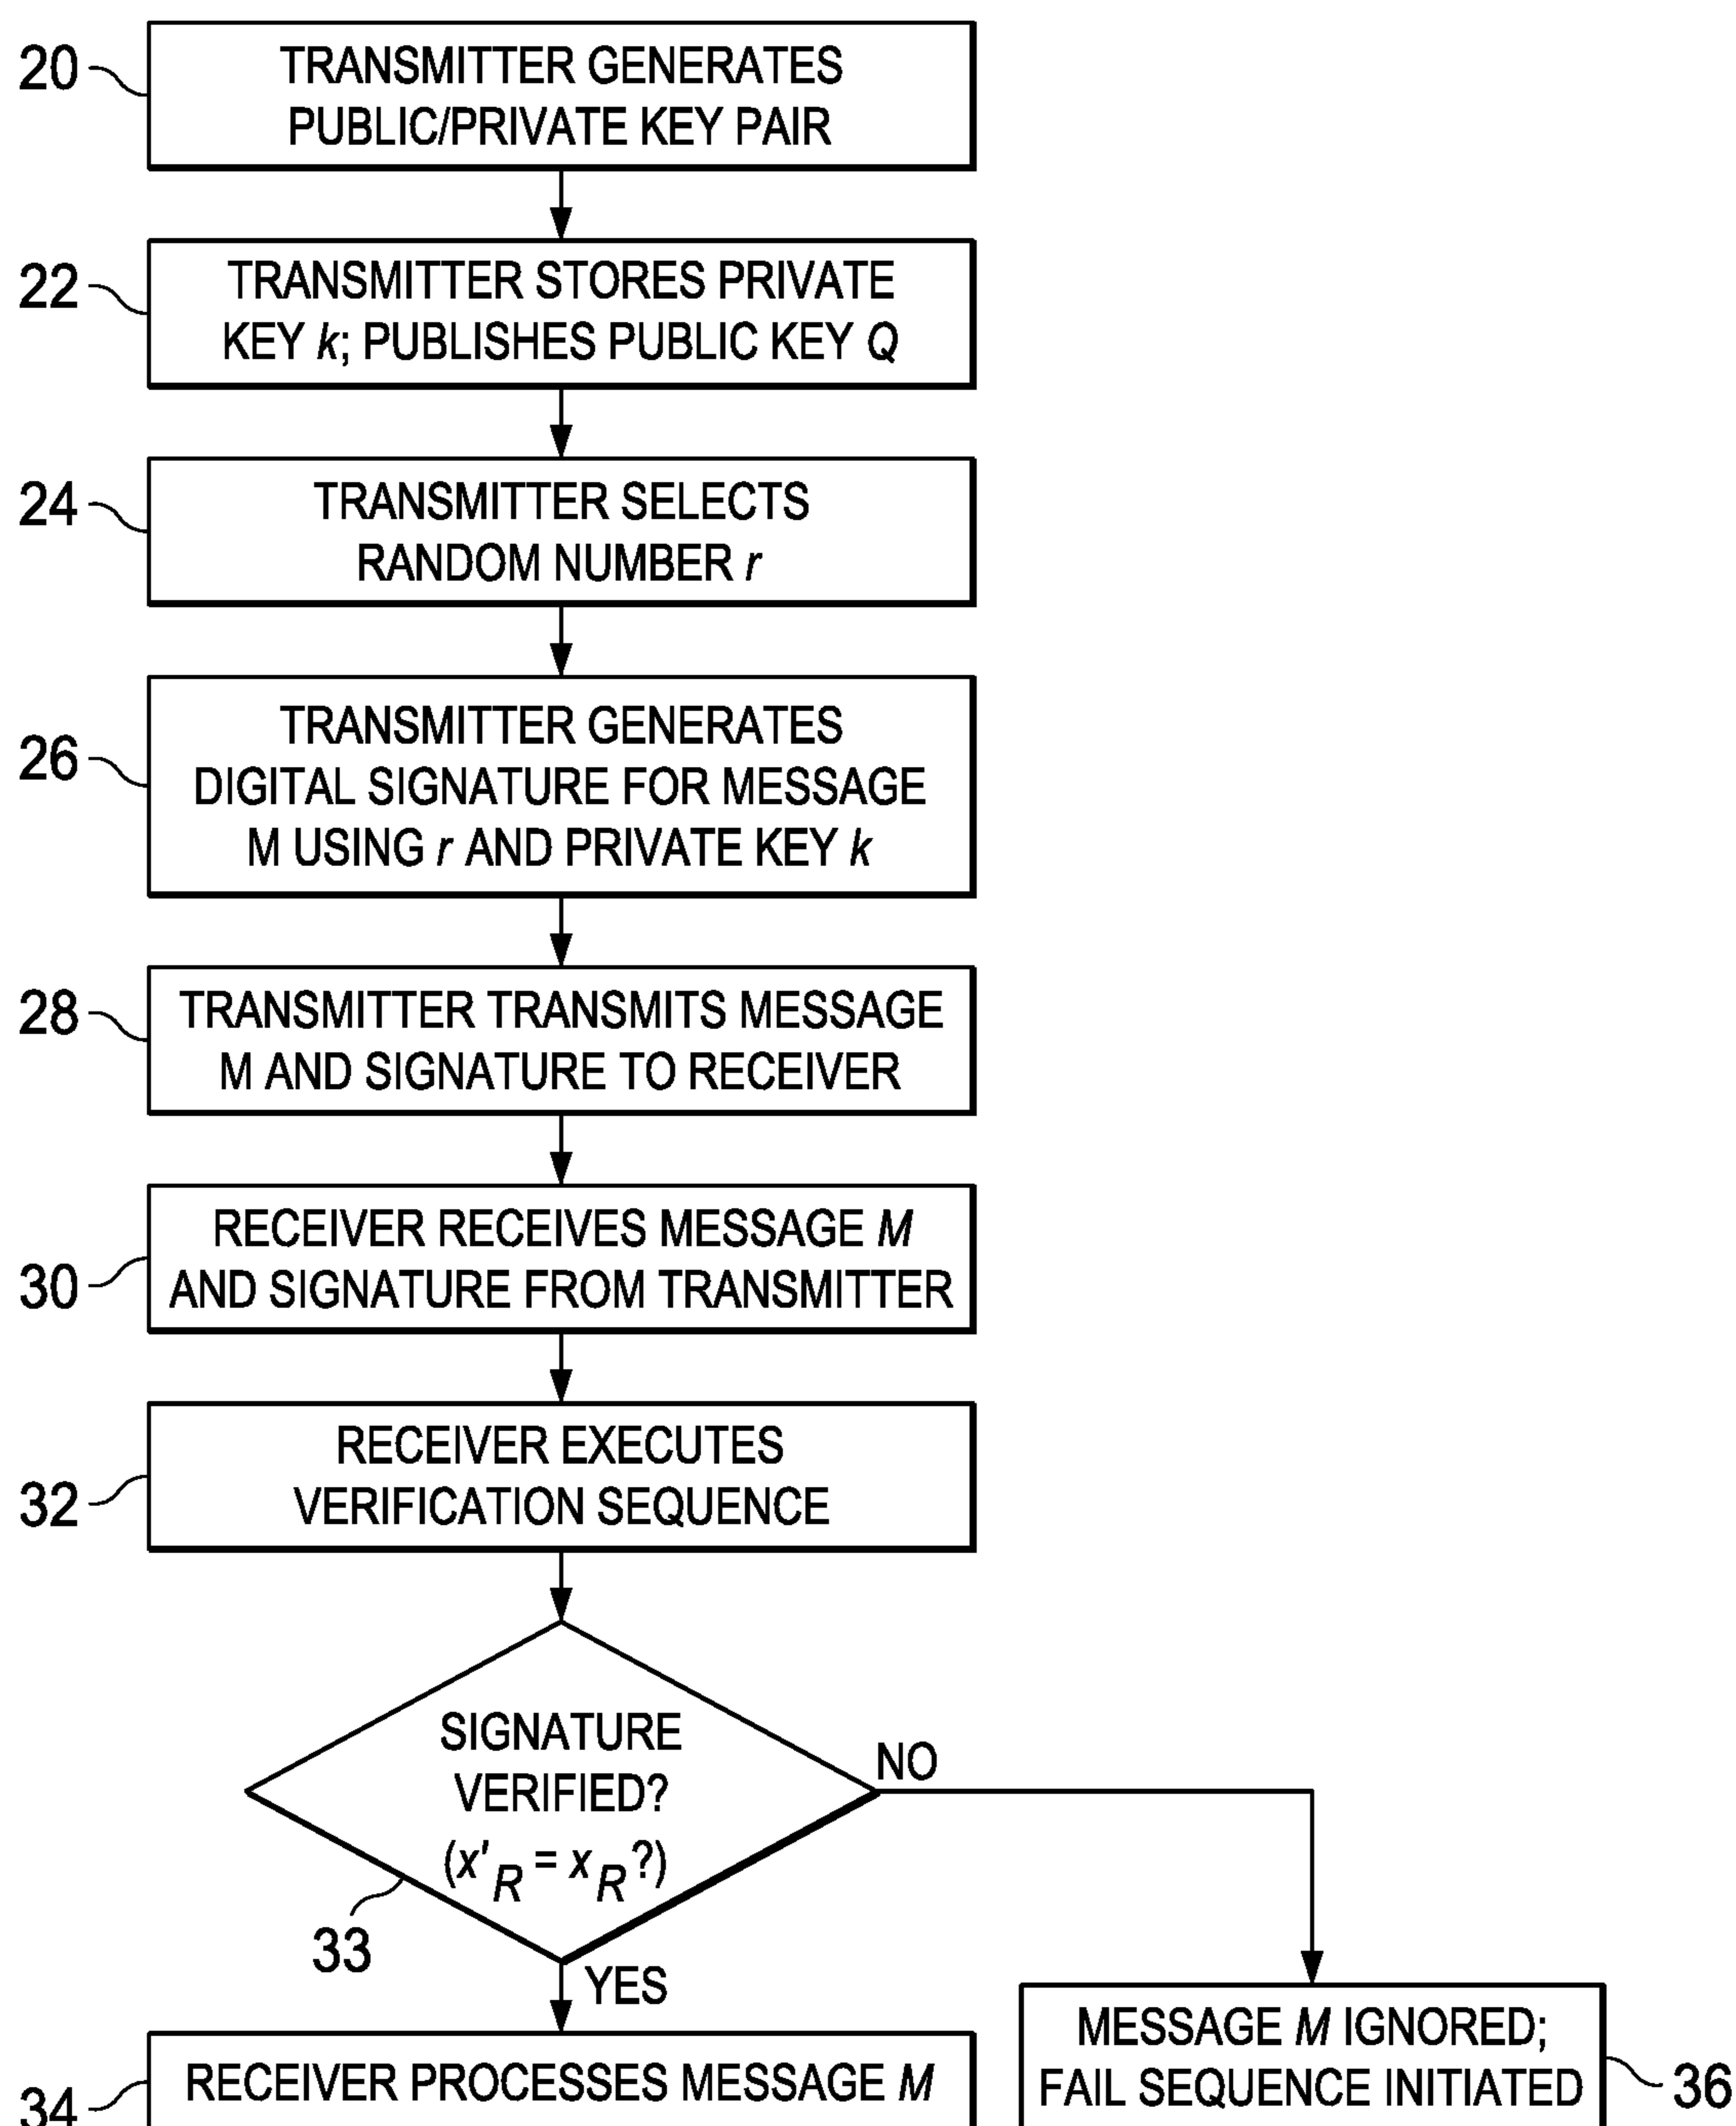 20
TRANSMITTER GENERATES
PUBLIC/PRIVATE KEY PAIR
22
TRANSMITTER STORES PRIVATE
KEY k; PUBLISHES PUBLIC KEY Q
24
TRANSMITTER SELECTS
RANDOM NUMBER r
26
TRANSMITTER GENERATES
DIGITAL SIGNATURE FOR MESSAGE
M USING r AND PRIVATE KEY k
28
TRANSMITTER TRANSMITS MESSAGE
M AND SIGNATURE TO RECEIVER
30
RECEIVER RECEIVES MESSAGE M
AND SIGNATURE FROM TRANSMITTER
32
RECEIVER EXECUTES
VERIFICATION SEQUENCE
SIGNATURE
VERIFIED?
(x'R = xR?)
33
NO
YES
34
RECEIVER PROCESSES MESSAGE M
MESSAGE M IGNORED;
FAIL SEQUENCE INITIATED
36